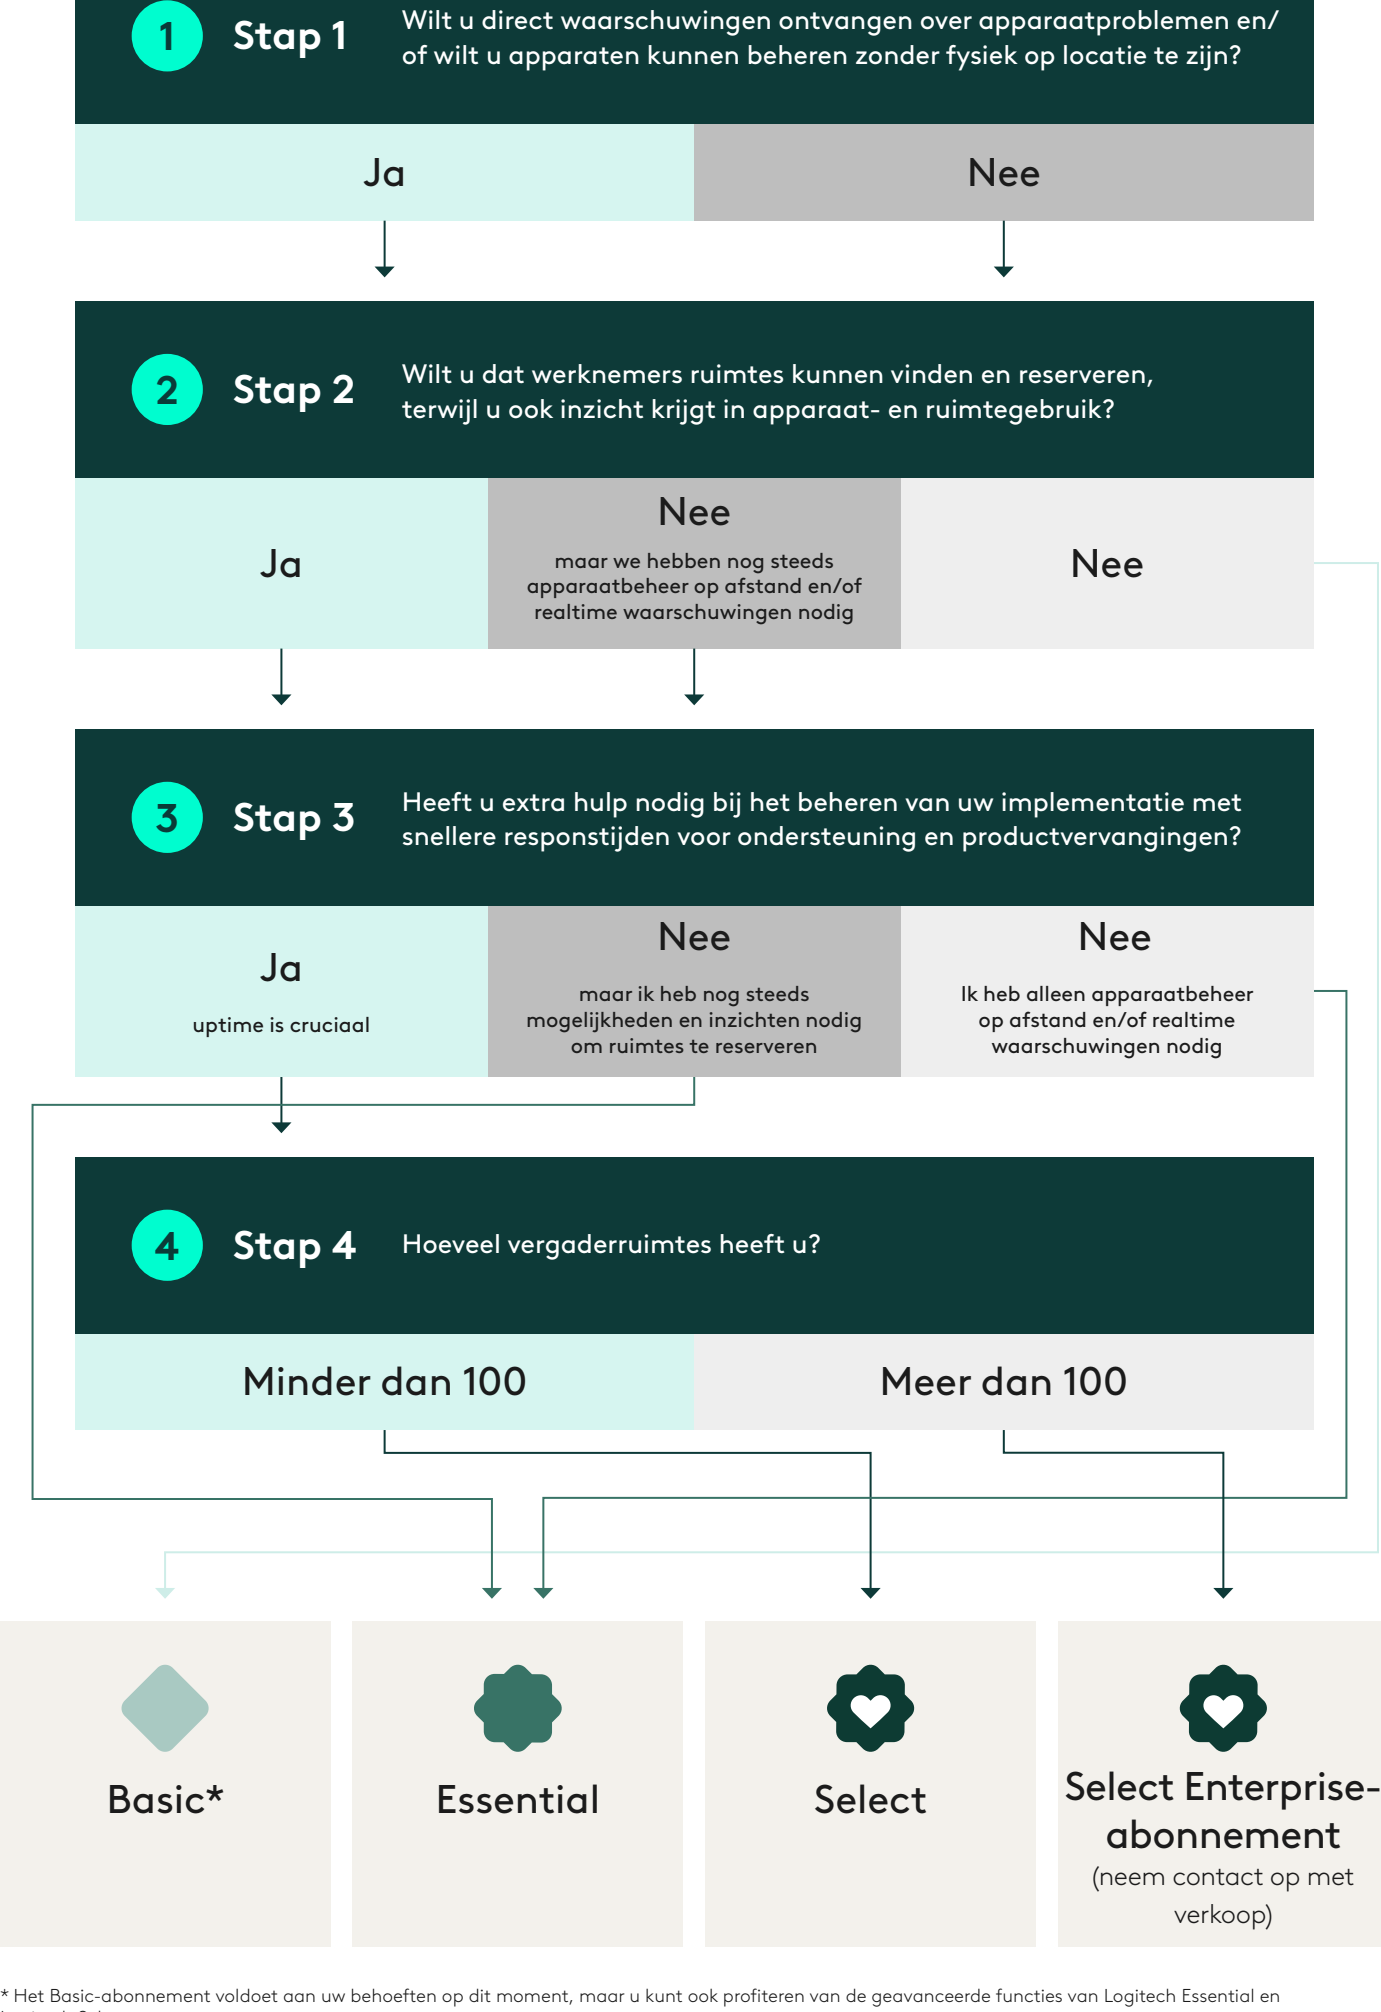 1
Stap 1
Wilt u direct waarschuwingen ontvangen over apparaatproblemen en/
of wilt u apparaten kunnen beheren zonder fysiek op locatie te zijn?
Ja
Nee
2
Stap 2
Wilt u dat werknemers ruimtes kunnen vinden en reserveren,
terwijl u ook inzicht krijgt in apparaat- en ruimtegebruik?
Ja
Nee
maar we hebben nog steeds
apparaatbeheer op afstand en/of
realtime waarschuwingen nodig
Nee
3
Stap 3
Heeft u extra hulp nodig bij het beheren van uw implementatie met
snellere responstijden voor ondersteuning en productvervangingen?
Ja
uptime is cruciaal
Nee
maar ik heb nog steeds
mogelijkheden en inzichten nodig
om ruimtes te reserveren
Nee
Ik heb alleen apparaatbeheer
op afstand en/of realtime
waarschuwingen nodig
4
Stap 4
Hoeveel vergaderruimtes heeft u?
Minder dan 100
Meer dan 100
Basic*
Essential
Select
Select Enterprise-
abonnement
(neem contact op met
verkoop)
* Het Basic-abonnement voldoet aan uw behoeften op dit moment, maar u kunt ook profiteren van de geavanceerde functies van Logitech Essential en